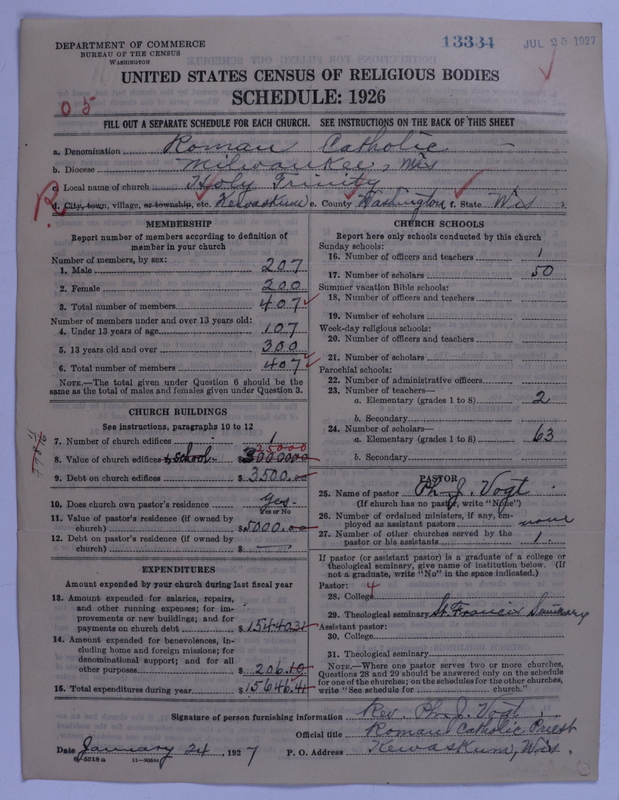 DEPARTMENT OF COMMERCE
BUREAU OF THE CENSUS
WASHINGTON
13334
JUL 25 1927
UNITED STATES CENSUS OF RELIGIOUS BODIES
SCHEDULE: 1926
05
FILL OUT A SEPARATE SCHEDULE FOR EACH CHURCH. SEE INSTRUCTIONS ON THE BACK OF THIS SHEET
a. Denomination Roman Catholic
b. Diocese Milwaukee, Wis
c. Local name of church Holy Trinity
d. City, town, village, or township, etc. Kewaskum e. County Washington f. State Wis
MEMBERSHIP
Report number of members according to definition of member in your church
Number of members, by sex:
1. Male 207
2. Female 200
3. Total number of members 407
Number of members under and over 13 years old:
4. Under 13 years of age 107
5. 13 years old and over 300
6. Total number of members 407
NOTE.—The total given under Question 6 should be the same as the total of males and females given under Question 3.
CHURCH BUILDINGS
See instructions, paragraphs 10 to 12
7. Number of church edifices 1
25000
8. Value of church edifices & School $
9. Debt on church edifices $3500.00
10. Does church own pastor's residence yes
Yes or No
11. Value of pastor's residence (if owned by church) $5000.00
12. Debt on pastor's residence (if owned by church) $ —
EXPENDITURES
Amount expended by your church during last fiscal year
13. Amount expended for salaries, repairs, and other running expenses; for improvements or new buildings; and for payments on church debt $15440.31
14. Amount expended for benevolences, including home and foreign missions; for denominational support; and for all other purposes $206.10
15. Total expenditures during year $15646.41
CHURCH SCHOOLS
Report here only schools conducted by this church
Sunday schools:
16. Number of officers and teachers 1
17. Number of scholars 50
Summer vacation Bible schools:
18. Number of officers and teachers
19. Number of scholars
Week-day religious schools:
20. Number of officers and teachers
21. Number of scholars
Parochial schools:
22. Number of administrative officers
23. Number of teachers—
a. Elementary (grades 1 to 8) 2
b. Secondary
24. Number of scholars—
a. Elementary (grades 1 to 8) 63
b. Secondary
PASTOR
25. Name of pastor Ph. J. Vogt
(If church has no pastor, write "None")
26. Number of ordained ministers, if any, employed as assistant pastors none
27. Number of other churches served by the pastor or his assistants 1
If pastor (or assistant pastor) is a graduate of a college or theological seminary, give name of institution below. (If not a graduate, write "No" in the space indicated.)
Pastor: 4
28. College
29. Theological seminary St. Francis Seminary
Assistant pastor:
30. College
31. Theological seminary
NOTE.—Where one pastor serves two or more churches, Questions 28 and 29 should be answered only on the schedule for one of the churches; on the schedules for the other churches write "See schedule for church."
Signature of person furnishing information Rev. Ph. J. Vogt
Official title Roman Catholic Priest
Date January 24, 1927 P. O. Address Kewaskum, Wis.